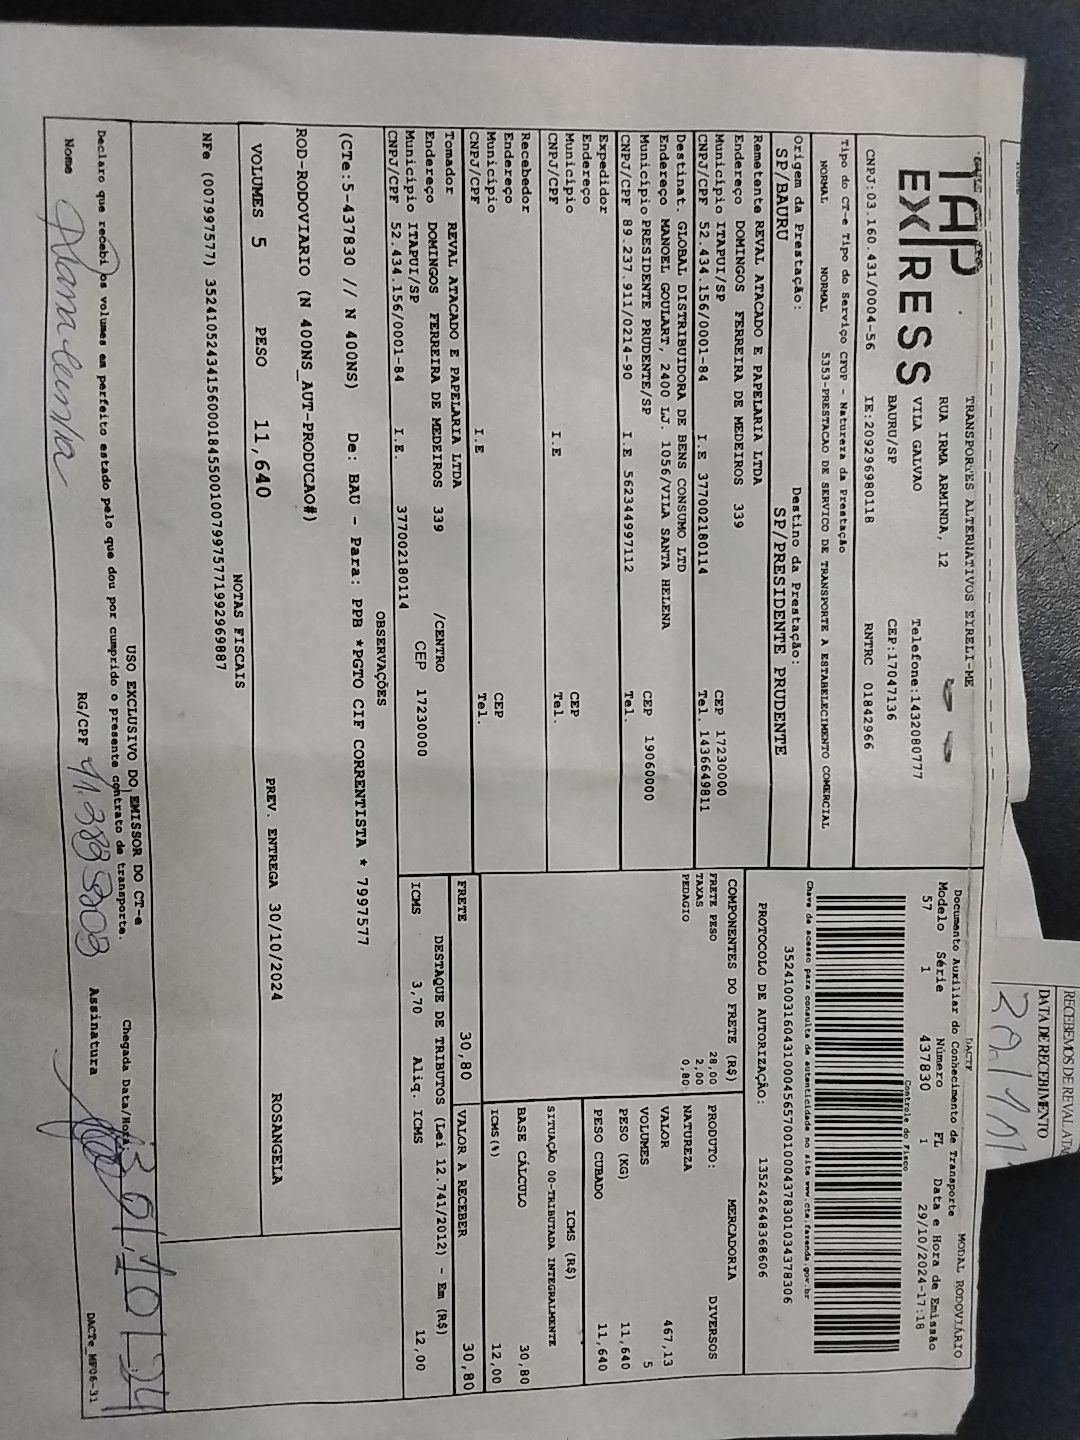 TAP EXPRESS
TRANSPORTES ALTERNATIVOS EIRELI-ME
RUA IRMA ARMINDA, 12 Telefone:1432080777
VILA GALVAO CEP:17047136
BAURU/SP
CNPJ:03.160.431/0004-56 IE:209296980118 RNTRC 01842966
Tipo do CT-e Tipo do Serviço CFOP - Natureza da Prestação
NORMAL NORMAL 5353-PRESTACAO DE SERVICO DE TRANSPORTE A ESTABELECIMENTO COMERCIAL
Origem da Prestação: Destino da Prestação:
SP/BAURU SP/PRESIDENTE PRUDENTE
Remetente REVAL ATACADO E PAPELARIA LTDA
Endereço DOMINGOS FERREIRA DE MEDEIROS 339
Município ITAPUI/SP CEP 17230000
CNPJ/CPF 52.434.156/0001-84 I.E 377002180114 Tel. 1436649811
Destinat. GLOBAL DISTRIBUIDORA DE BENS CONSUMO LTD
Endereço MANOEL GOULART, 2400 LJ. 1056/VILA SANTA HELENA
Município PRESIDENTE PRUDENTE/SP CEP 19060000
CNPJ/CPF 89.237.911/0214-90 I.E 562344997112 Tel.
Expedidor
Endereço
Município CEP
CNPJ/CPF I.E Tel.
Recebedor
Endereço
Município CEP
CNPJ/CPF I.E Tel.
Tomador REVAL ATACADO E PAPELARIA LTDA
Endereço DOMINGOS FERREIRA DE MEDEIROS 339 /CENTRO
Município ITAPUI/SP CEP 17230000
CNPJ/CPF 52.434.156/0001-84 I.E. 377002180114
DACTE MODAL RODOVIÁRIO
Documento Auxiliar do Conhecimento de Transporte
Modelo Série Número FL Data e Hora de Emissão
57 1 437830 1 29/10/2024-17:18
Controle do Fisco
Chave de acesso para consulta de autenticidade no site www.cte.fazenda.gov.br
35241003160431000456570010004378301034378306
PROTOCOLO DE AUTORIZAÇÃO: 135242648368606
COMPONENTES DO FRETE (R$)
FRETE PESO 28,00
TAXAS 2,00
PEDAGIO 0,80
MERCADORIA
PRODUTO: DIVERSOS
NATUREZA
VALOR 467,13
VOLUMES 5
PESO (KG) 11,640
PESO CUBADO 11,640
ICMS (R$)
SITUAÇÃO 00-TRIBUTADA INTEGRALMENTE
BASE CÁLCULO 30,80
ICMS(%) 12,00
FRETE 30,80 VALOR A RECEBER 30,80
DESTAQUE DE TRIBUTOS (Lei 12.741/2012) - Em (R$)
ICMS 3,70 Aliq. ICMS 12,00
OBSERVAÇÕES
(CTe:5-437830 // N 400NS) De: BAU - Para: PPB *PGTO CIF CORRENTISTA * 7997577
ROD-RODOVIARIO (N 400NS_AUT-PRODUCAO#)
VOLUMES 5 PESO 11,640 PREV. ENTREGA 30/10/2024 ROSANGELA
NOTAS FISCAIS
NFe (007997577) 35241052434156000184550010079975771992969887
USO EXCLUSIVO DO EMISSOR DO CT-e
Declaro que recebi os volumes em perfeito estado pelo que dou por cumprido o presente contrato de transporte.
Chegada Data/Hora 31,10,24
Nome RG/CPF Assinatura
DACTe_MF06-31
RECEBEMOS DE REVAL ATA
DATA DE RECEBIMENTO